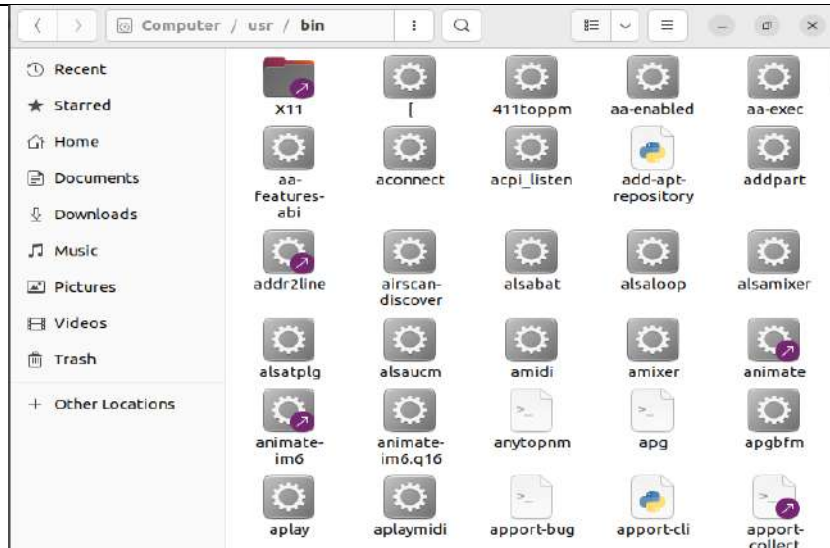 Computer / usr / bin
Recent
Starred
Home
Documents
Downloads
Music
Pictures
Videos
Trash
+ Other Locations
X11
[
411toppm
aa-enabled
aa-exec
aa-
features-
abi
aconnect
acpi_listen
add-apt-
repository
addpart
addr2line
airscan-
discover
alsabat
alsaloop
alsamixer
alsatplg
alsaucm
amidi
amixer
animate
animate-
im6
animate-
im6.q16
anytopnm
apg
apgbfm
aplay
aplaymidi
apport-bug
apport-cli
apport-
collect